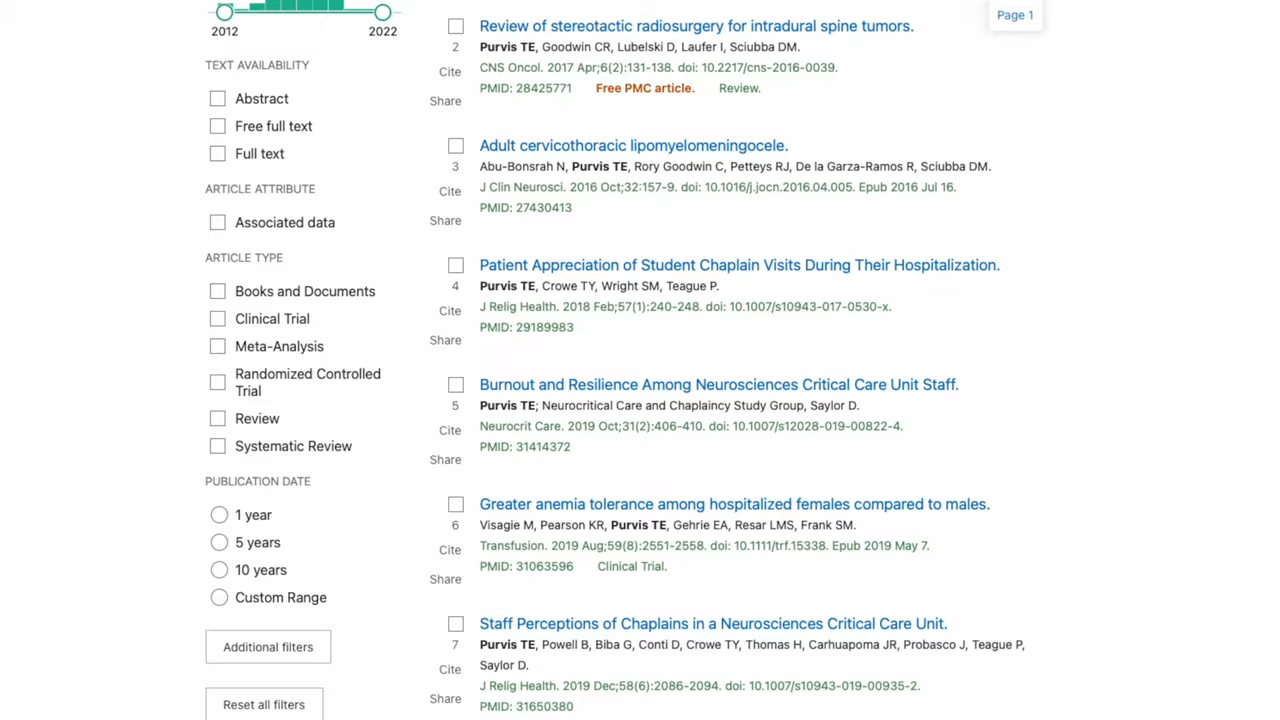 2012 2022
TEXT AVAILABILITY
Abstract
Free full text
Full text
ARTICLE ATTRIBUTE
Associated data
ARTICLE TYPE
Books and Documents
Clinical Trial
Meta-Analysis
Randomized Controlled
Trial
Review
Systematic Review
PUBLICATION DATE
1 year
5 years
10 years
Custom Range
Additional filters
Reset all filters
Page 1
Review of stereotactic radiosurgery for intradural spine tumors.
2 Purvis TE, Goodwin CR, Lubelski D, Laufer I, Sciubba DM.
Cite CNS Oncol. 2017 Apr;6(2):131-138. doi: 10.2217/cns-2016-0039.
PMID: 28425771 Free PMC article. Review.
Share
Adult cervicothoracic lipomyelomeningocele.
3 Abu-Bonsrah N, Purvis TE, Rory Goodwin C, Petteys RJ, De la Garza-Ramos R, Sciubba DM.
Cite J Clin Neurosci. 2016 Oct;32:157-9. doi: 10.1016/j.jocn.2016.04.005. Epub 2016 Jul 16.
PMID: 27430413
Share
Patient Appreciation of Student Chaplain Visits During Their Hospitalization.
4 Purvis TE, Crowe TY, Wright SM, Teague P.
Cite J Relig Health. 2018 Feb;57(1):240-248. doi: 10.1007/s10943-017-0530-x.
PMID: 29189983
Share
Burnout and Resilience Among Neurosciences Critical Care Unit Staff.
5 Purvis TE; Neurocritical Care and Chaplaincy Study Group, Saylor D.
Cite Neurocrit Care. 2019 Oct;31(2):406-410. doi: 10.1007/s12028-019-00822-4.
PMID: 31414372
Share
Greater anemia tolerance among hospitalized females compared to males.
6 Visagie M, Pearson KR, Purvis TE, Gehrie EA, Resar LMS, Frank SM.
Cite Transfusion. 2019 Aug;59(8):2551-2558. doi: 10.1111/trf.15338. Epub 2019 May 7.
PMID: 31063596 Clinical Trial.
Share
Staff Perceptions of Chaplains in a Neurosciences Critical Care Unit.
7 Purvis TE, Powell B, Biba G, Conti D, Crowe TY, Thomas H, Carhuapoma JR, Probasco J, Teague P,
Saylor D.
Cite J Relig Health. 2019 Dec;58(6):2086-2094. doi: 10.1007/s10943-019-00935-2.
Share PMID: 31650380